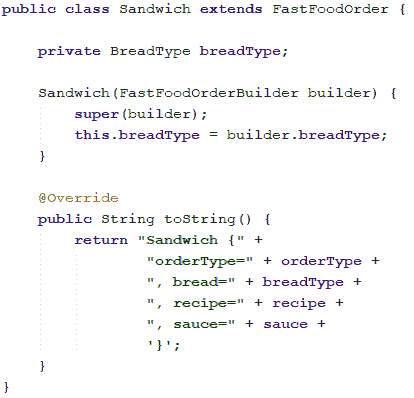 public class Sandwich extends FastFoodOrder {
private BreadType breadType;
Sandwich(FastFoodOrderBuilder builder) {
super(builder);
this.breadType = builder.breadType;
}
@Override
public String toString() {
return "Sandwich {" +
"orderType=" + orderType +
", bread=" + breadType +
", recipe=" + recipe +
", sauce=" + sauce +
'}';
}
}